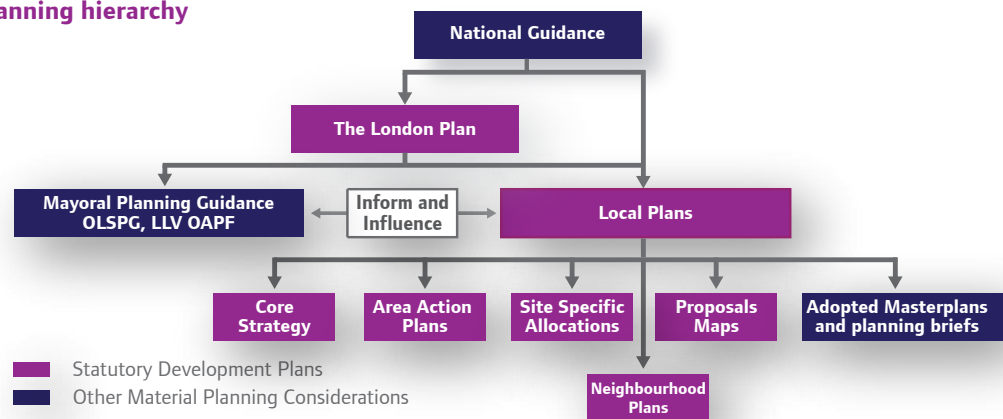 hierarchy
National Guidance
The London Plan
Mayoral Planning Guidance
OLSPG, LLV OAPF
Inform and
Influence
Local Plans
Core
Strategy
Area Action
Plans
Site Specific
Allocations
Proposals
Maps
Adopted Masterplans
and planning briefs
Neighbourhood
Plans
Statutory Development Plans
Other Material Planning Considerations